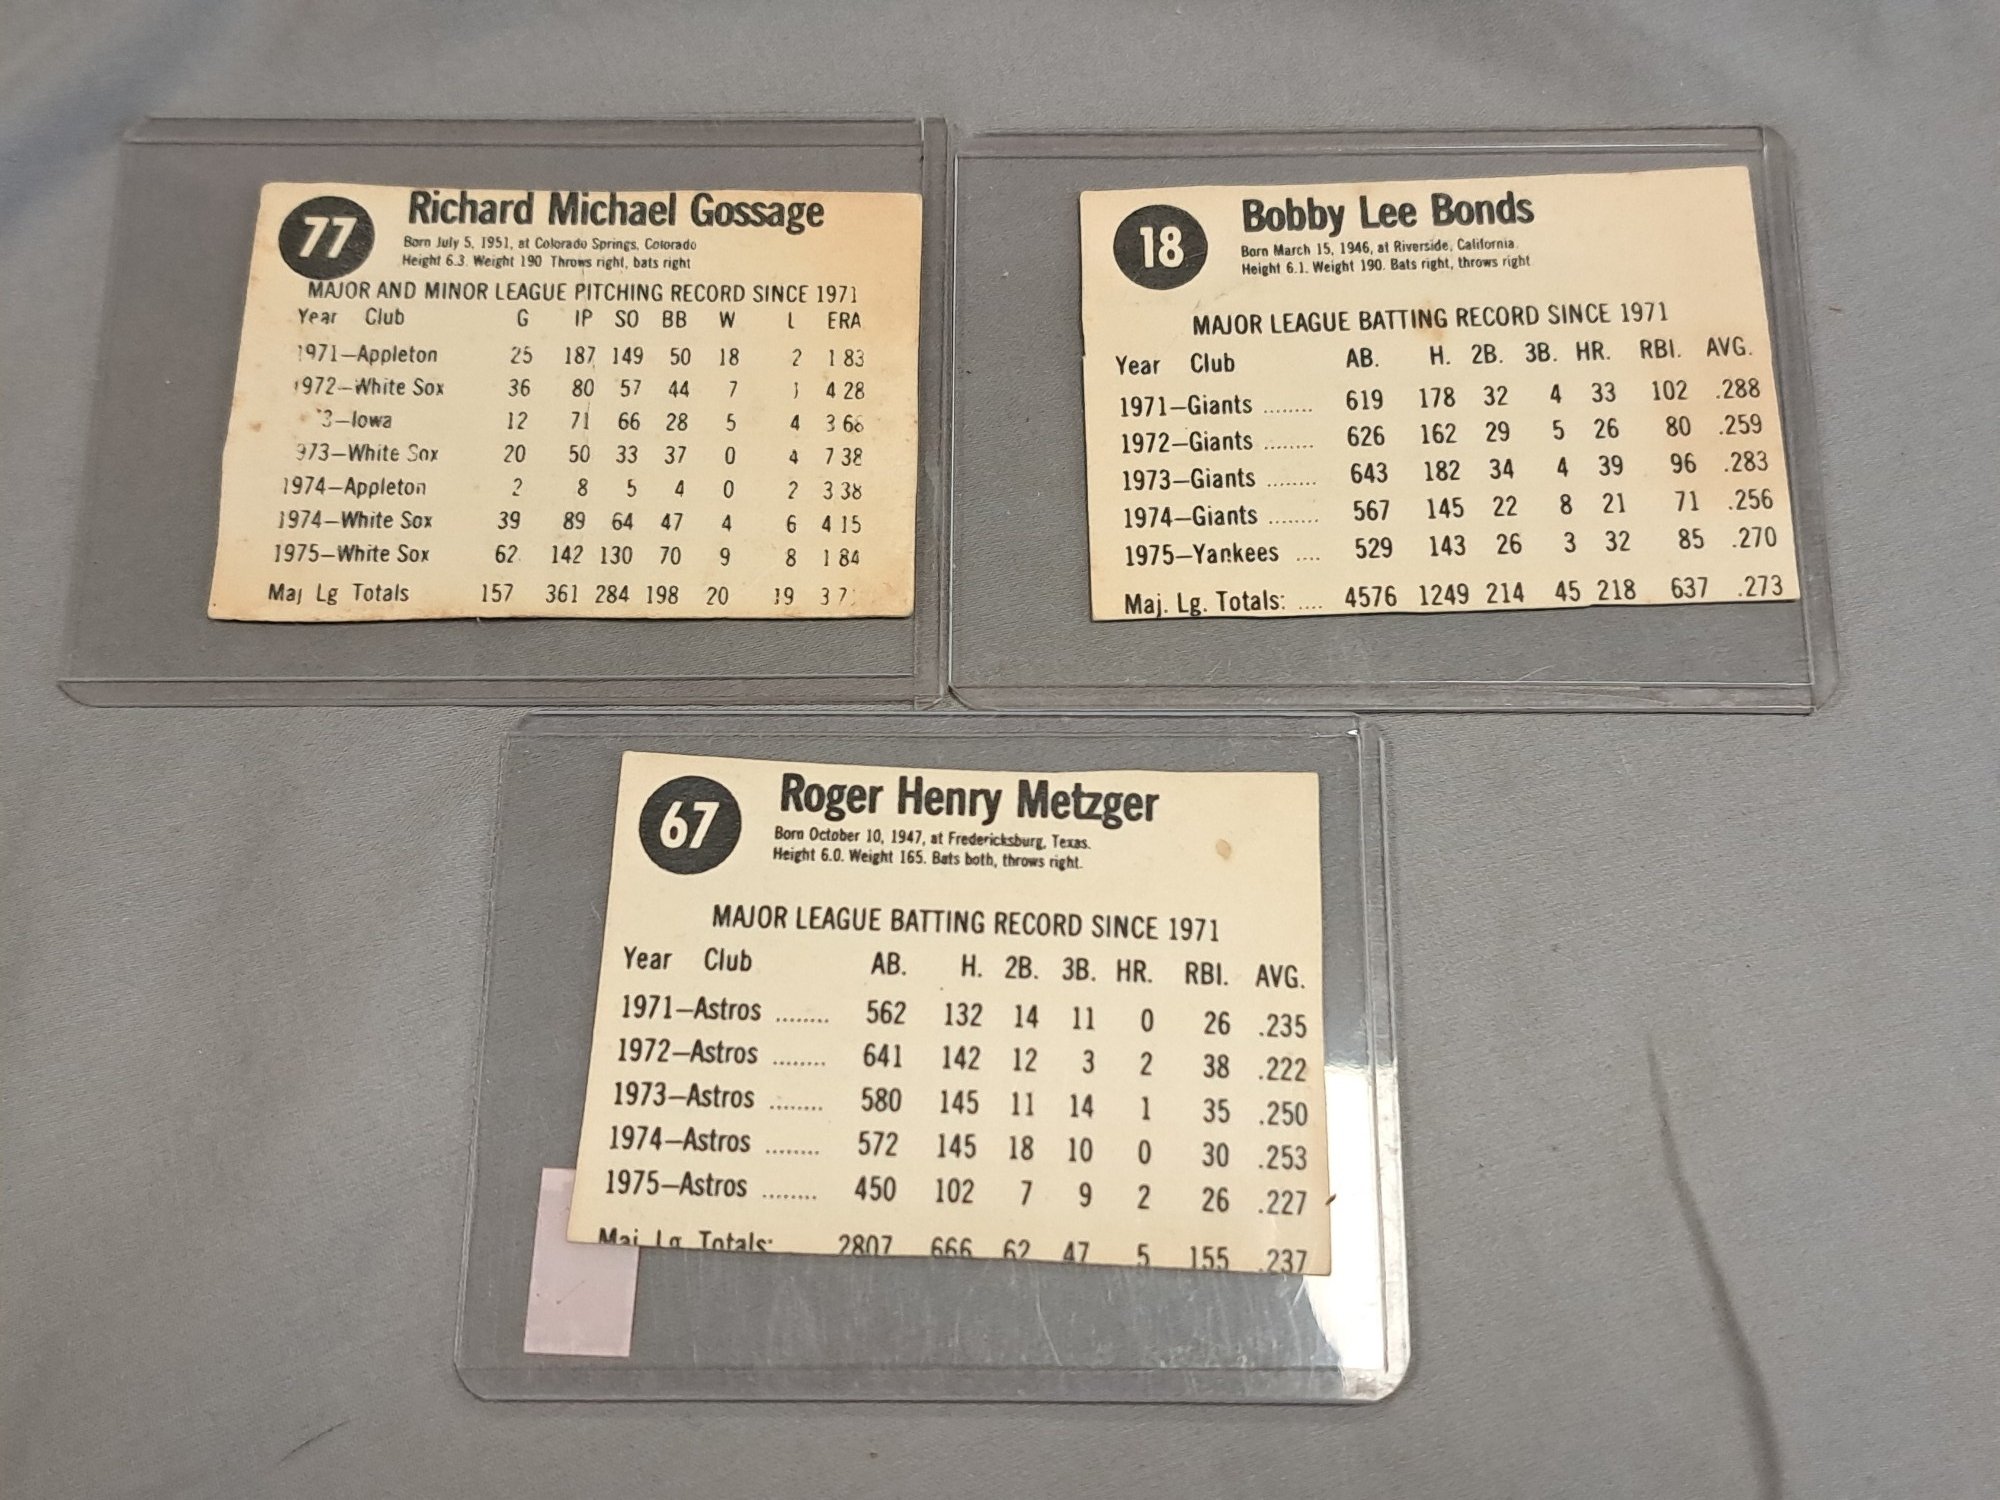 77
Richard Michael Gossage
Born July 5, 1951, at Colorado Springs, Colorado
Height 6.3. Weight 190 Throws right, bats right
MAJOR AND MINOR LEAGUE PITCHING RECORD SINCE 1971
Year Club G IP SO BB W L ERA
1971—Appleton 25 187 149 50 18 2 1 83
1972—White Sox 36 80 57 44 7 1 4 28
3—Iowa 12 71 66 28 5 4 3 66
973—White Sox 20 50 33 37 0 4 7 38
1974—Appleton 2 8 5 4 0 2 3 38
1974—White Sox 39 89 64 47 4 6 4 15
1975—White Sox 62 142 130 70 9 8 1 84
Maj Lg Totals 157 361 284 198 20 19 3 7
18
Bobby Lee Bonds
Born March 15, 1946, at Riverside, California
Height 6.1. Weight 190. Bats right, throws right
MAJOR LEAGUE BATTING RECORD SINCE 1971
Year Club AB. H. 2B. 3B. HR. RBI. AVG.
1971—Giants ........ 619 178 32 4 33 102 .288
1972—Giants ........ 626 162 29 5 26 80 .259
1973—Giants ........ 643 182 34 4 39 96 .283
1974—Giants ........ 567 145 22 8 21 71 .256
1975—Yankees .... 529 143 26 3 32 85 .270
Maj. Lg. Totals: .... 4576 1249 214 45 218 637 .273
67
Roger Henry Metzger
Born October 10, 1947, at Fredericksburg, Texas.
Height 6.0. Weight 165. Bats both, throws right.
MAJOR LEAGUE BATTING RECORD SINCE 1971
Year Club AB. H. 2B. 3B. HR. RBI. AVG.
1971—Astros ........ 562 132 14 11 0 26 .235
1972—Astros ........ 641 142 12 3 2 38 .222
1973—Astros ........ 580 145 11 14 1 35 .250
1974—Astros ........ 572 145 18 10 0 30 .253
1975—Astros ........ 450 102 7 9 2 26 .227
Maj. Lg. Totals: 2807 666 62 47 5 155 .237